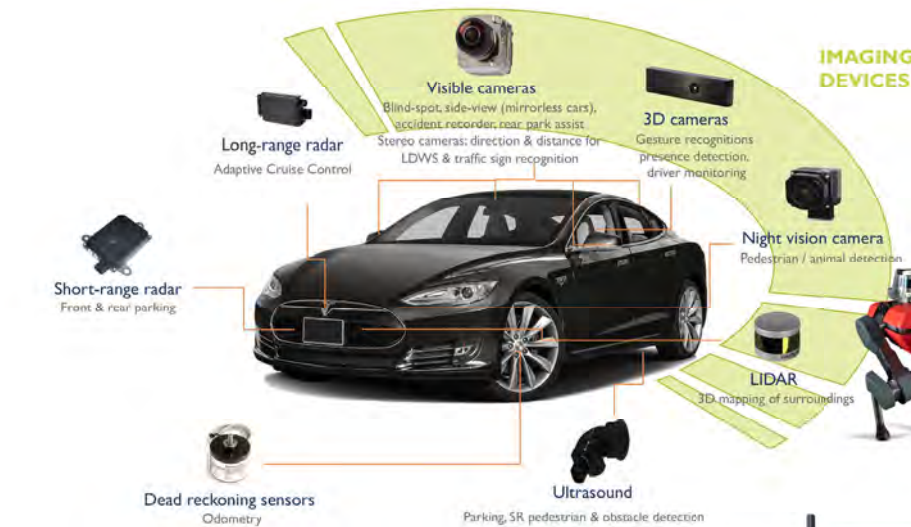 IMAGING
DEVICES
Visible cameras
Blind-spot, side-view (mirrorless cars),
accident recorder, rear park assist
Stereo cameras: direction & distance for
LDWS & traffic sign recognition
3D cameras
Gesture recognitions
presence detection,
driver monitoring
Long-range radar
Adaptive Cruise Control
Night vision camera
Pedestrian / animal detection
Short-range radar
Front & rear parking
LIDAR
3D mapping of surroundings
Dead reckoning sensors
Odometry
Ultrasound
Parking, SR pedestrian & obstacle detection